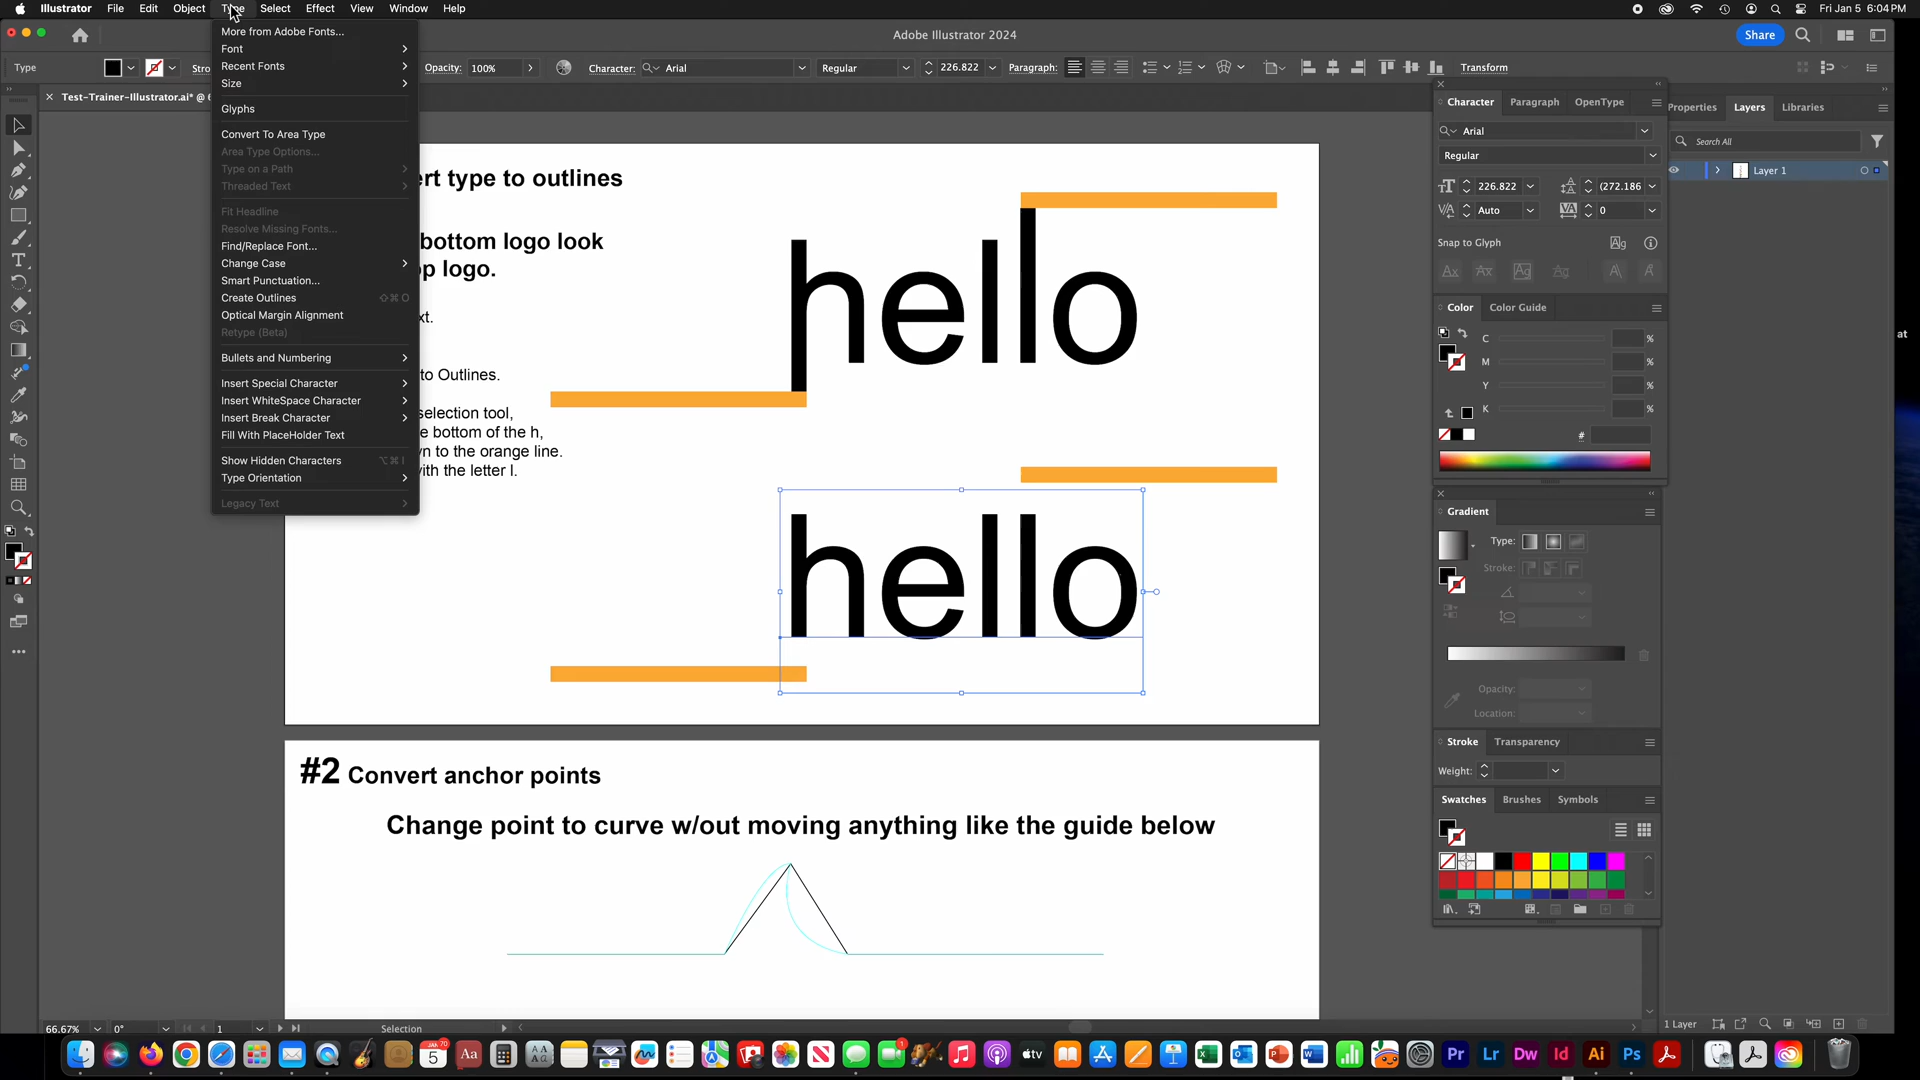 Illustrator File Edit Object Type Select Effect View Window Help
Fri Jan 5 6:04 PM
Adobe Illustrator 2024
Share
Type
Opacity: 100%
Character: Arial
Regular
226.822
Paragraph:
Transform
Test-Trainer-Illustrator.ai* @
More from Adobe Fonts...
Font
Recent Fonts
Size
Glyphs
Convert To Area Type
Area Type Options...
Type on a Path
Threaded Text
Fit Headline
Resolve Missing Fonts...
Find/Replace Font...
Change Case
Smart Punctuation...
Create Outlines ⇧⌘O
Optical Margin Alignment
Retype (Beta)
Bullets and Numbering
Insert Special Character
Insert WhiteSpace Character
Insert Break Character
Fill With PlaceHolder Text
Show Hidden Characters ⌥⌘I
Type Orientation
Legacy Text
ert type to outlines
bottom logo look
p logo.
xt.
to Outlines.
selection tool,
e bottom of the h,
n to the orange line.
ith the letter l.
hello
hello
#2 Convert anchor points
Change point to curve w/out moving anything like the guide below
Character Paragraph OpenType
Arial
Regular
226.822
(272.186
Auto
0
Snap to Glyph
Color Color Guide
C %
M %
Y %
K %
#
Gradient
Type:
Stroke:
Opacity:
Location:
Stroke Transparency
Weight:
Swatches Brushes Symbols
Properties Layers Libraries
Search All
Layer 1
1 Layer
at
66.67% 0° 1 Selection